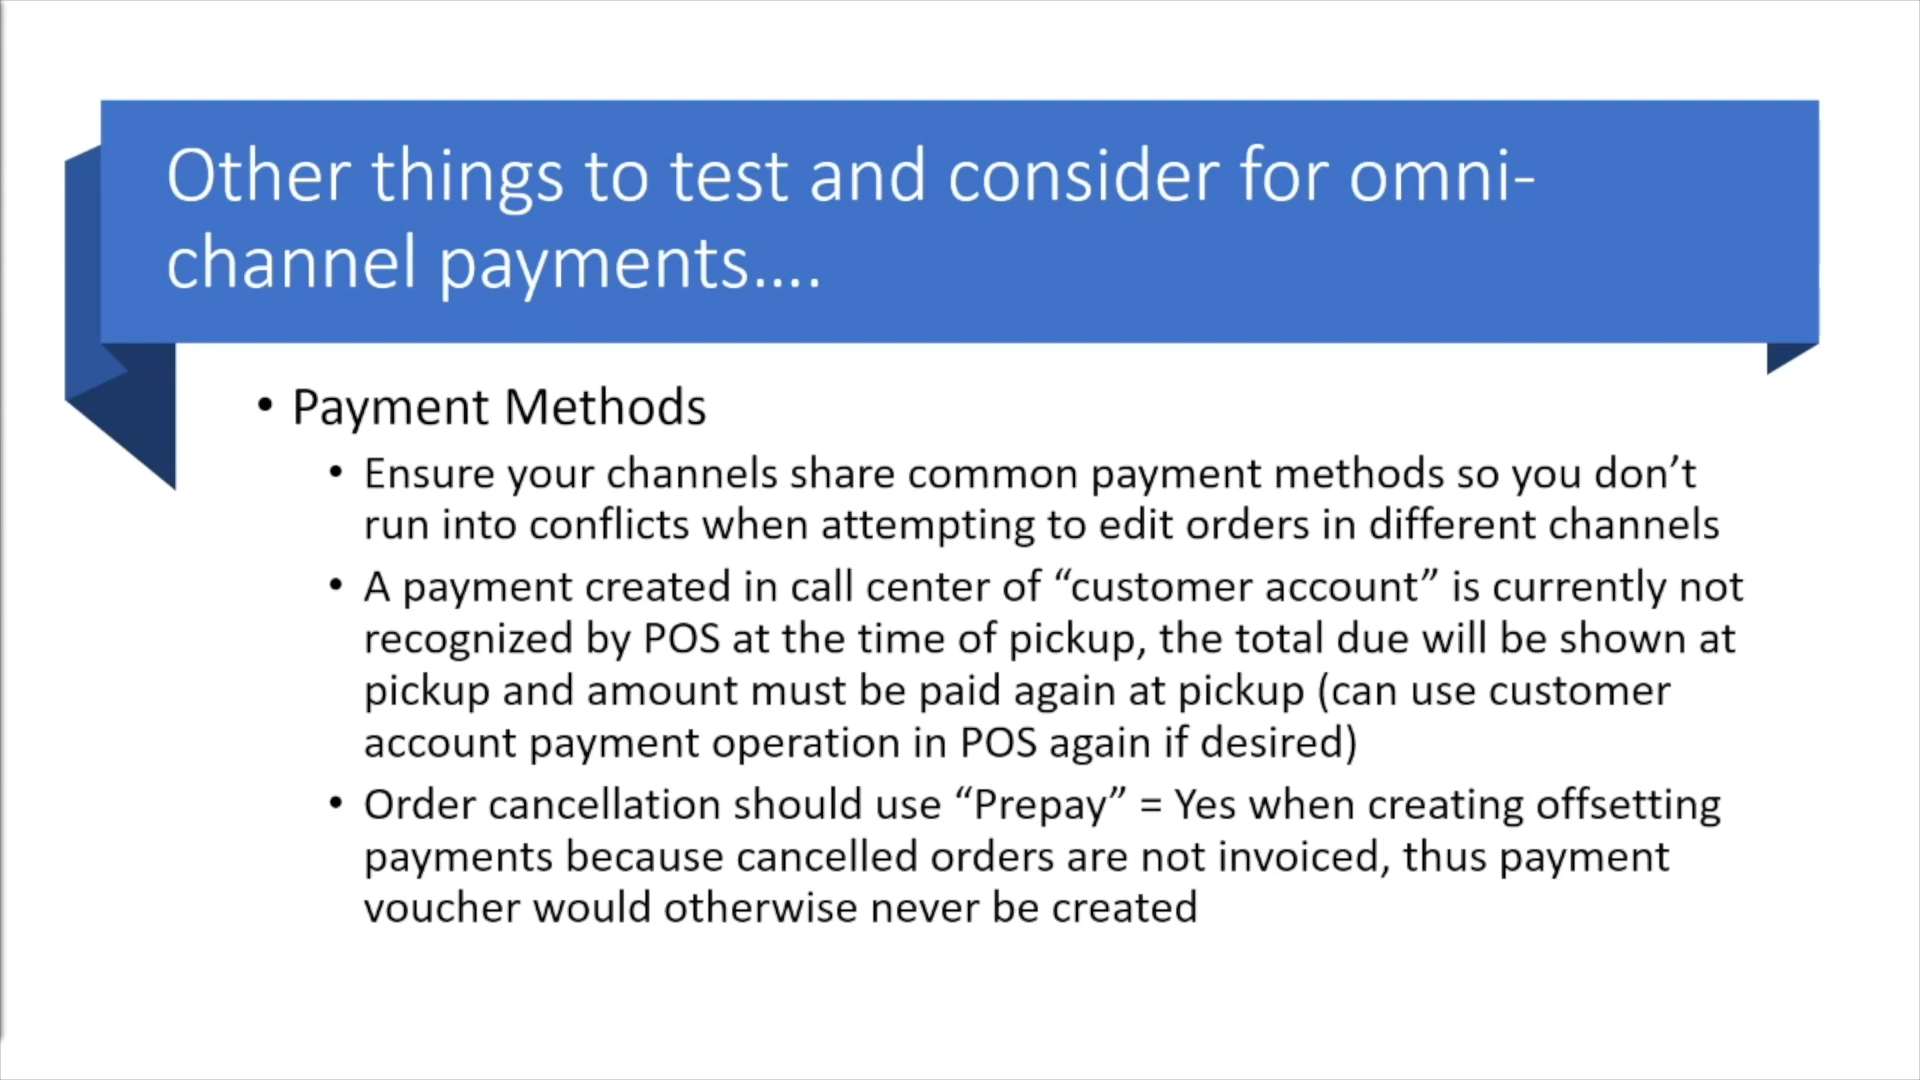 Other things to test and consider for omni-
channel payments….
• Payment Methods
• Ensure your channels share common payment methods so you don’t
run into conflicts when attempting to edit orders in different channels
• A payment created in call center of “customer account” is currently not
recognized by POS at the time of pickup, the total due will be shown at
pickup and amount must be paid again at pickup (can use customer
account payment operation in POS again if desired)
• Order cancellation should use “Prepay” = Yes when creating offsetting
payments because cancelled orders are not invoiced, thus payment
voucher would otherwise never be created